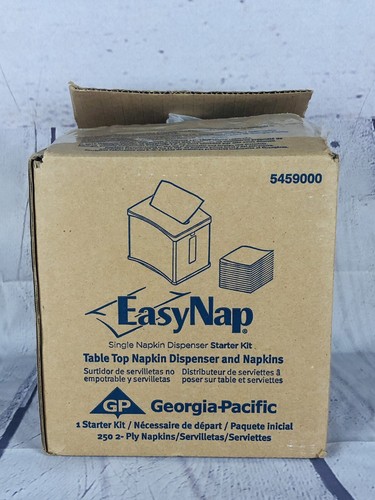 5459000
EasyNap®
Single Napkin Dispenser Starter Kit
Table Top Napkin Dispenser and Napkins
Surtidor de servilletas no Distributeur de serviettes à
empotrable y servilletas poser sur table et serviettes
GP Georgia-Pacific
1 Starter Kit / Nécessaire de départ / Paquete inicial
250 2- Ply Napkins/Servilletas/Serviettes